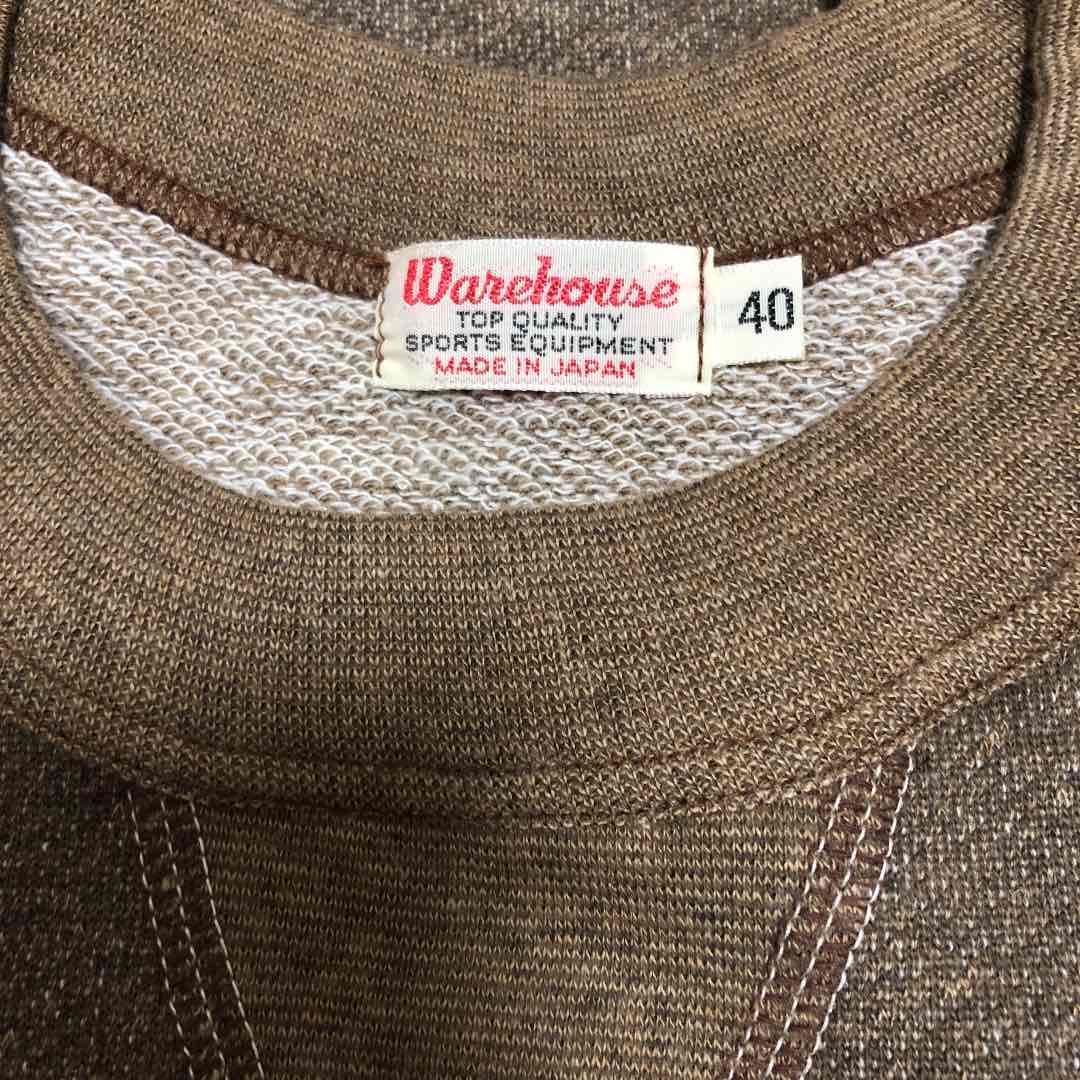 Warehouse
TOP QUALITY
SPORTS EQUIPMENT
MADE IN JAPAN
40